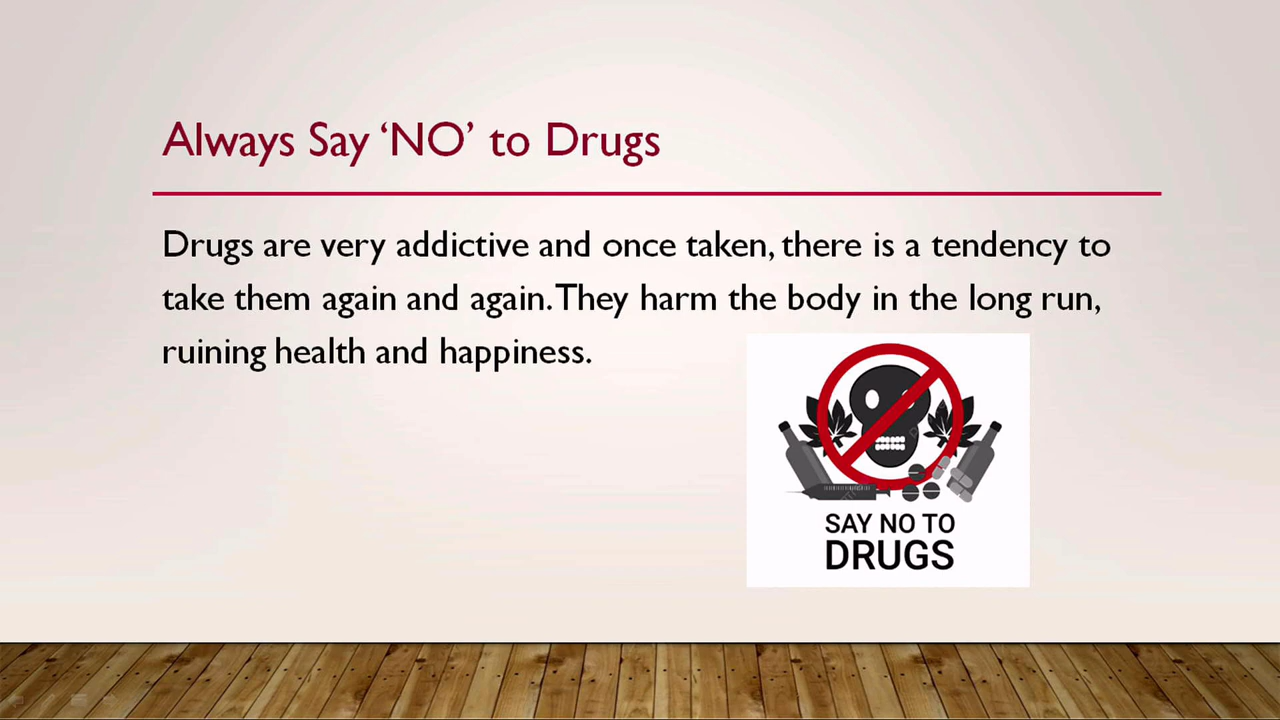 Always Say ‘NO’ to Drugs
Drugs are very addictive and once taken, there is a tendency to
take them again and again. They harm the body in the long run,
ruining health and happiness.
SAY NO TO
DRUGS